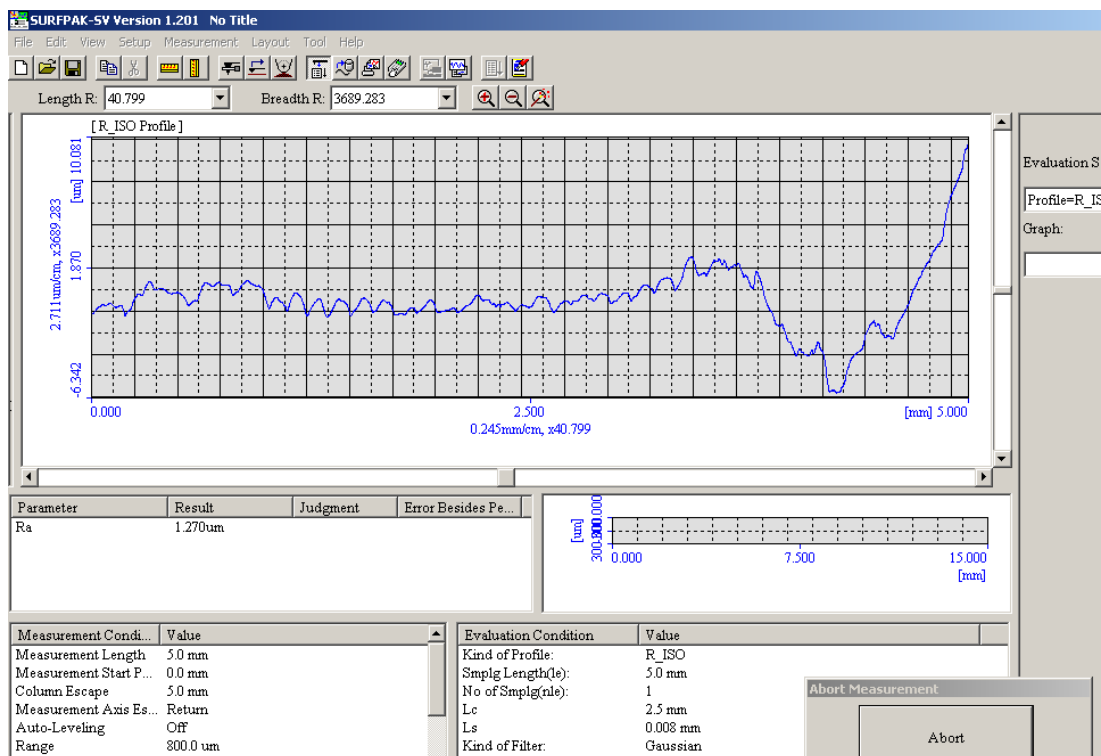 SURFPAK-SV Version 1.201 No Title
File Edit View Setup Measurement Layout Tool Help
Length R: 40.799 Breadth R: 3689.283
[ R_ISO Profile ]
[um] 10.081
1.870
-6.342
2.711um/cm, x3689.283
0.000 2.500 [mm] 5.000
0.245mm/cm, x40.799
Evaluation S
Profile=R_IS
Graph:
Parameter Result Judgment Error Besides Pe...
Ra 1.270um
[um]
0.000 7.500 15.000
[mm]
Measurement Condi... Value
Measurement Length 5.0 mm
Measurement Start P... 0.0 mm
Column Escape 5.0 mm
Measurement Axis Es... Return
Auto-Leveling Off
Range 800.0 um
Evaluation Condition Value
Kind of Profile: R_ISO
Smplg Length(le): 5.0 mm
No of Smplg(nle): 1
Lc 2.5 mm
Ls 0.008 mm
Kind of Filter: Gaussian
Abort Measurement
Abort